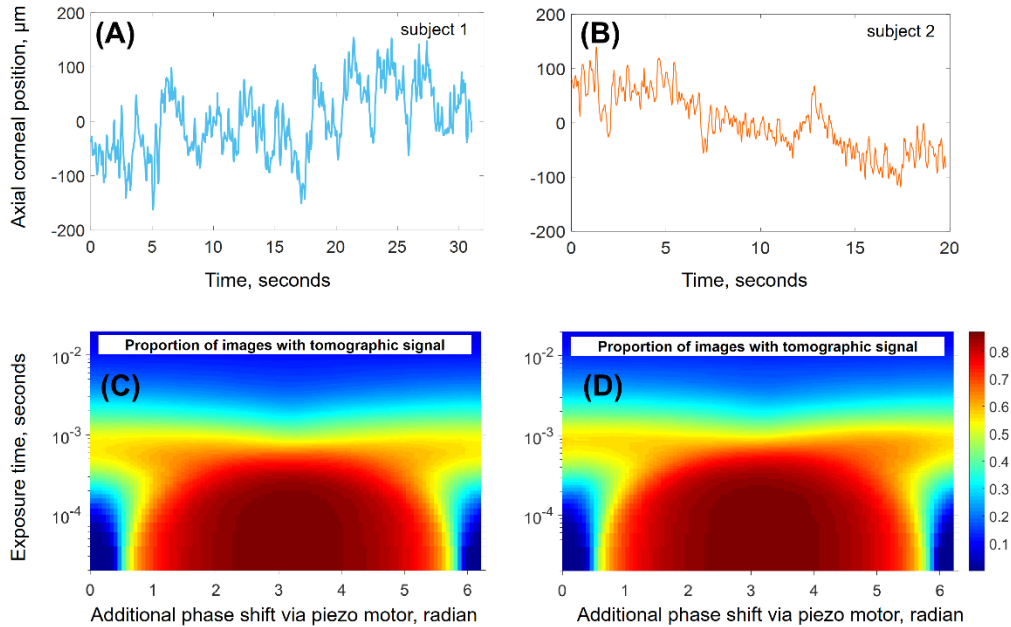 (A)
subject 1
Axial corneal position, µm
200
100
0
-100
-200
0 5 10 15 20 25 30
Time, seconds
(B)
subject 2
200
100
0
-100
-200
0 5 10 15 20
Time, seconds
Proportion of images with tomographic signal
(C)
Exposure time, seconds
10-2
10-3
10-4
0 1 2 3 4 5 6
Additional phase shift via piezo motor, radian
Proportion of images with tomographic signal
(D)
10-2
10-3
10-4
0 1 2 3 4 5 6
Additional phase shift via piezo motor, radian
0.8
0.7
0.6
0.5
0.4
0.3
0.2
0.1